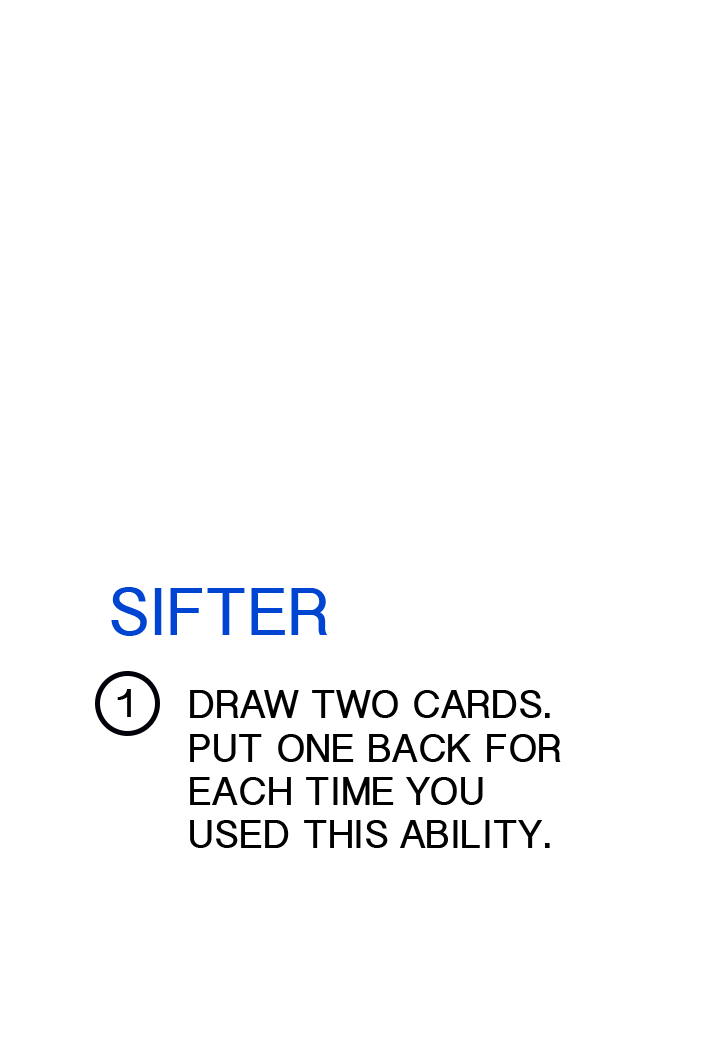 SIFTER
1 DRAW TWO CARDS.
PUT ONE BACK FOR
EACH TIME YOU
USED THIS ABILITY.